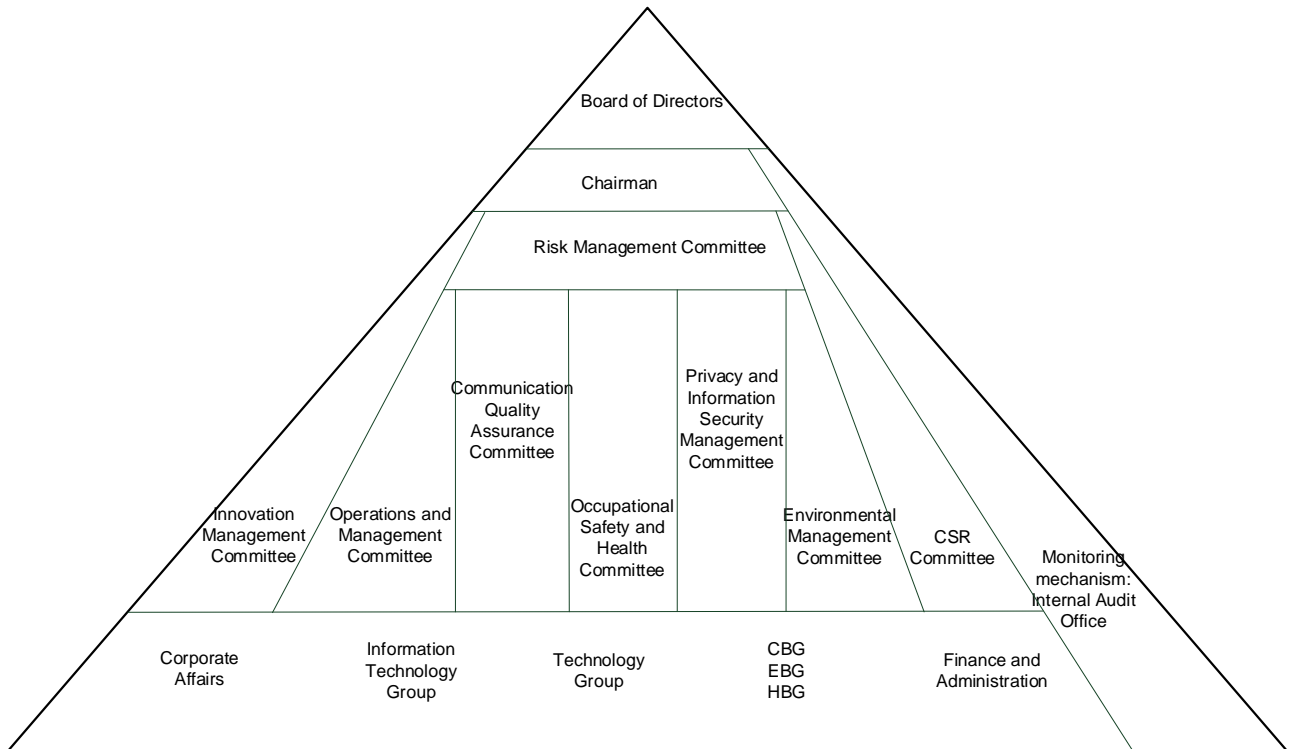 Board of Directors
Chairman
Risk Management Committee
Communication
Quality
Assurance
Committee
Privacy and
Information
Security
Management
Committee
Innovation
Management
Committee
Operations and
Management
Committee
Occupational
Safety and
Health
Committee
Environmental
Management
Committee
CSR
Committee
Monitoring
mechanism:
Internal Audit
Office
Corporate
Affairs
Information
Technology
Group
Technology
Group
CBG
EBG
HBG
Finance and
Administration